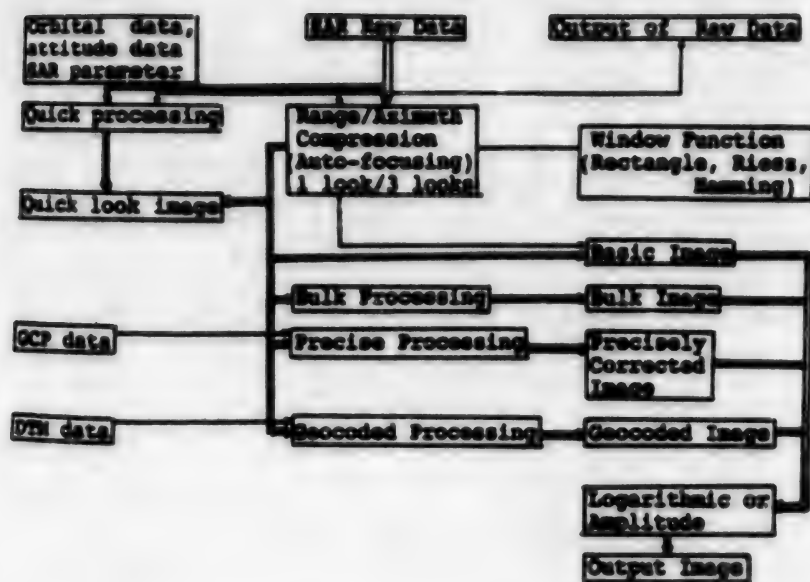 Orbital data,
attitude data
SAR parameter
SAR Raw Data
Output of Raw Data
Quick processing
Range/Azimuth
Compression
(Auto-focusing)
1 look/3 looks
Window Function
(Rectangle, Riesz,
Hamming)
Quick look image
Basic Image
Bulk Processing
Bulk Image
GCP data
Precise Processing
Precisely
Corrected
Image
DTM data
Geocoded Processing
Geocoded Image
Logarithmic or
Amplitude
Output Image